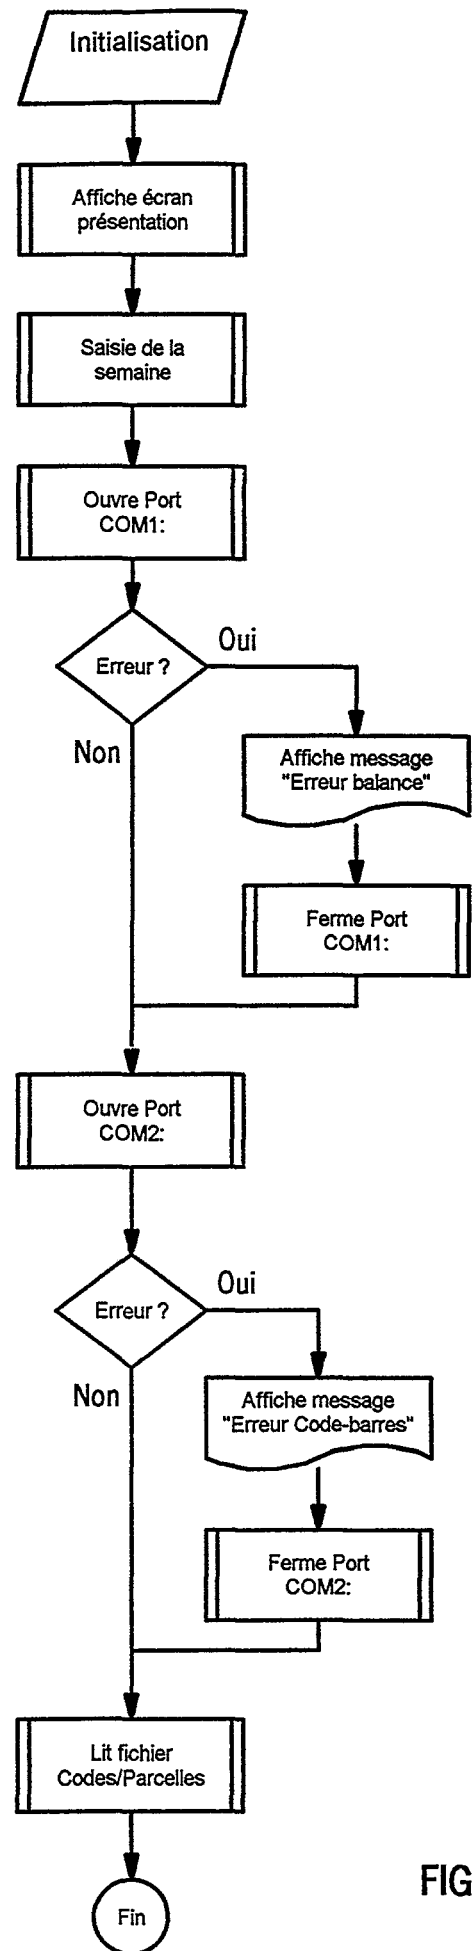 Initialisation
Affiche écran
présentation
Saisie de la
semaine
Ouvre Port
COM1:
Erreur ?
Oui
Non
Affiche message
"Erreur balance"
Ferme Port
COM1:
Ouvre Port
COM2:
Erreur ?
Oui
Non
Affiche message
"Erreur Code-barres"
Ferme Port
COM2:
Lit fichier
Codes/Parcelles
Fin
FIG